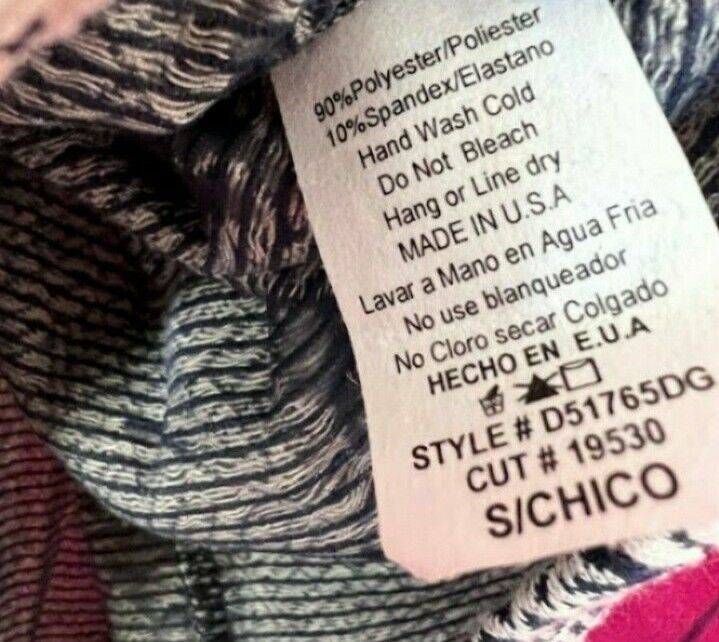 90%Polyester/Poliester
10%Spandex/Elastano
Hand Wash Cold
Do Not Bleach
Hang or Line dry
MADE IN U.S.A
Lavar a Mano en Agua Fria
No use blanqueador
No Cloro secar Colgado
HECHO EN E.U.A
STYLE # D51765DG
CUT # 19530
S/CHICO